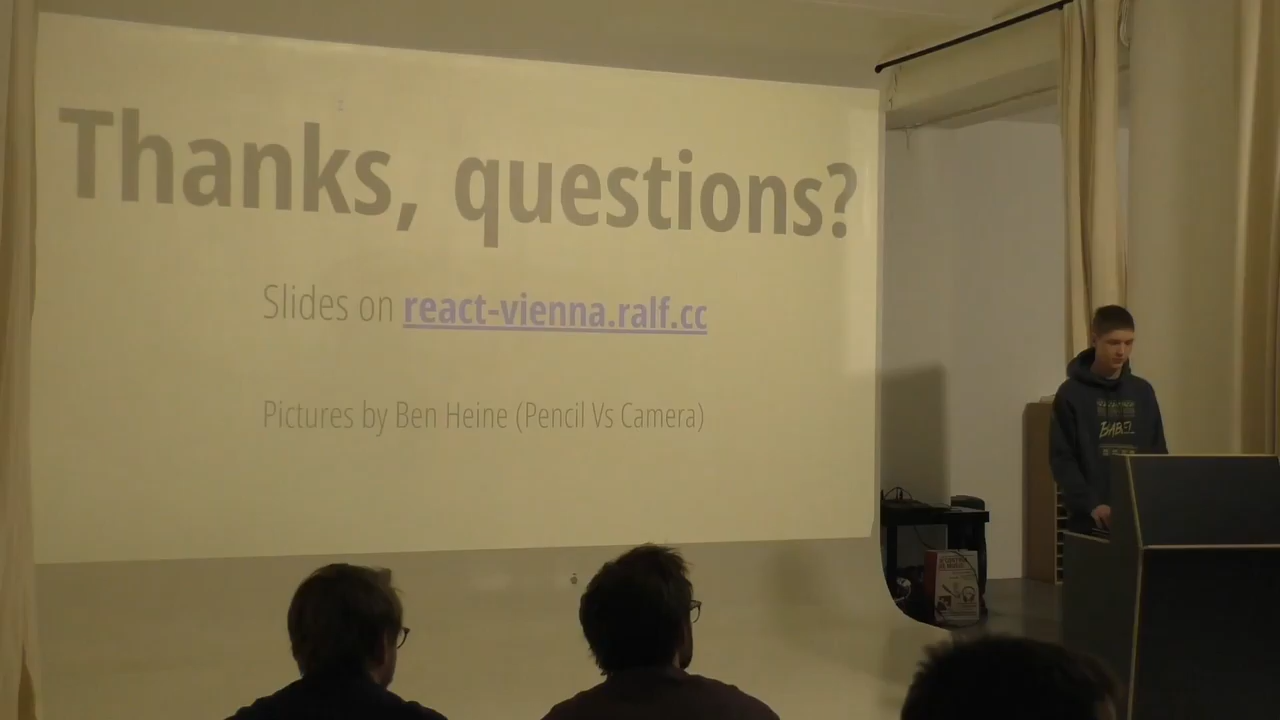 Thanks, questions?
Slides on react-vienna.ralf.cc
Pictures by Ben Heine (Pencil Vs Camera)
BABEL